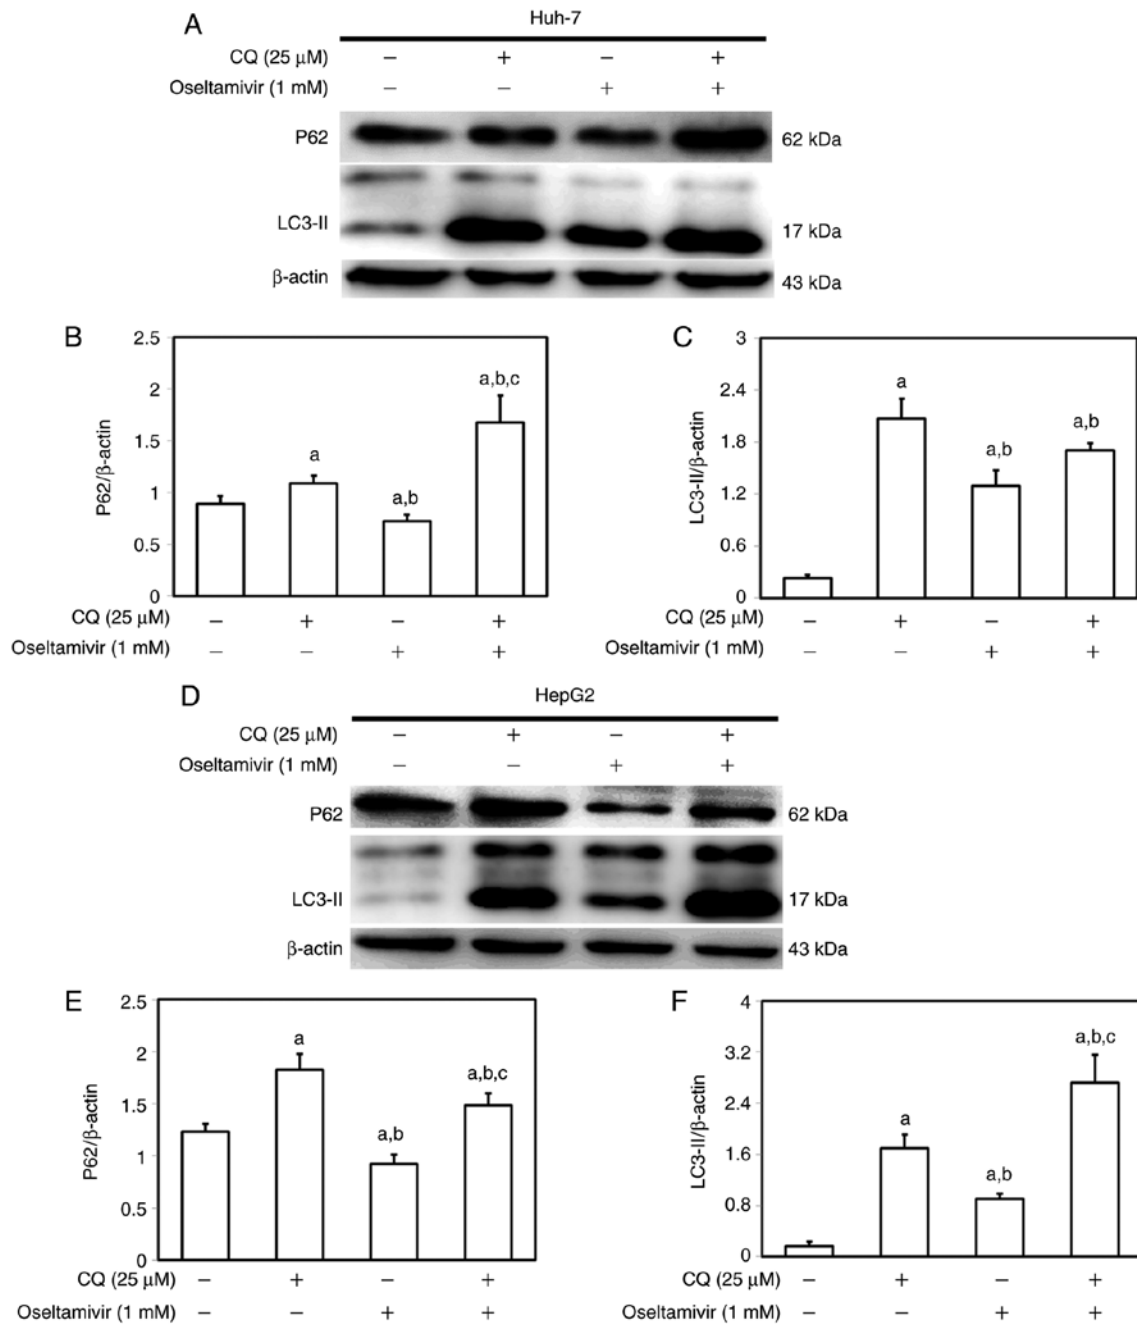 A
Huh-7
CQ (25 μM) – + – +
Oseltamivir (1 mM) – – + +
P62 62 kDa
LC3-II 17 kDa
β-actin 43 kDa
B
P62/β-actin
2.5
2
1.5
1
0.5
0
a
a,b
a,b,c
CQ (25 μM) – + – +
Oseltamivir (1 mM) – – + +
C
LC3-II/β-actin
3
2.4
1.8
1.2
0.6
0
a
a,b
a,b
CQ (25 μM) – + – +
Oseltamivir (1 mM) – – + +
D
HepG2
CQ (25 μM) – + – +
Oseltamivir (1 mM) – – + +
P62 62 kDa
LC3-II 17 kDa
β-actin 43 kDa
E
P62/β-actin
2.5
2
1.5
1
0.5
0
a
a,b
a,b,c
CQ (25 μM) – + – +
Oseltamivir (1 mM) – – + +
F
LC3-II/β-actin
4
3.2
2.4
1.6
0.8
0
a
a,b
a,b,c
CQ (25 μM) – + – +
Oseltamivir (1 mM) – – + +